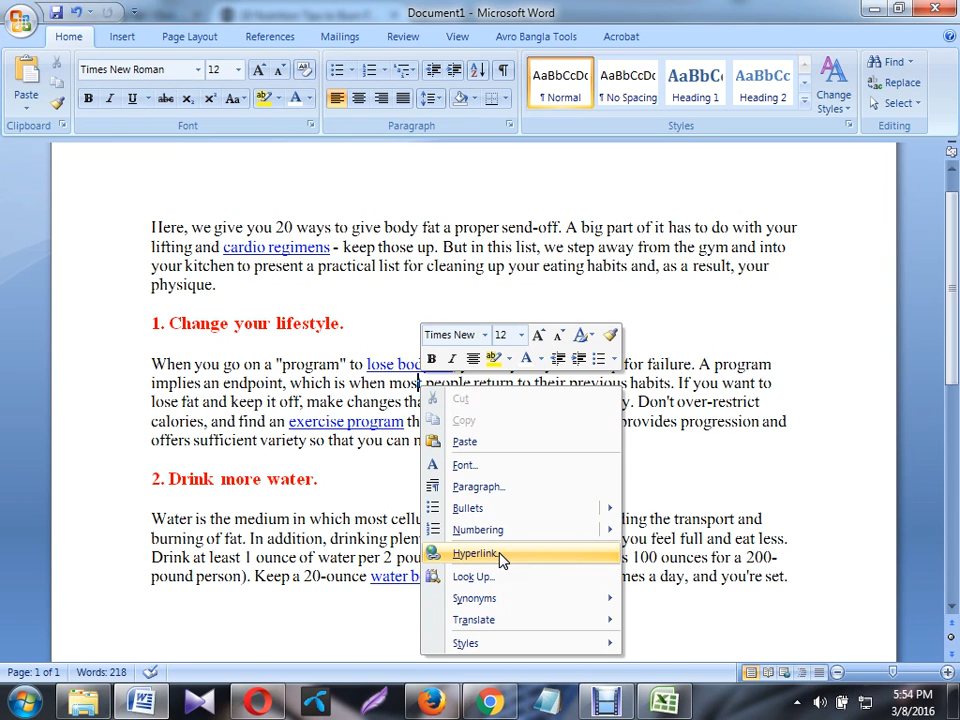 Document1 - Microsoft Word
Home Insert Page Layout References Mailings Review View Avro Bangla Tools Acrobat
Paste
Clipboard
Times New Roman 12
B I U abc x₂ x² Aa
Font
Paragraph
AaBbCcDc
¶ Normal
AaBbCcDc
¶ No Spacing
AaBbCc
Heading 1
AaBbCc
Heading 2
Change
Styles
Styles
Find
Replace
Select
Editing
Here, we give you 20 ways to give body fat a proper send-off. A big part of it has to do with your
lifting and cardio regimens - keep those up. But in this list, we step away from the gym and into
your kitchen to present a practical list for cleaning up your eating habits and, as a result, your
physique.
1. Change your lifestyle.
When you go on a "program" to lose for failure. A program
implies an endpoint, which is when most people return to their previous habits. If you want to
lose fat and keep it off, make changes Don't over-restrict
calories, and find an exercise program provides progression and
offers sufficient variety so that you can
2. Drink more water.
Water is the medium in which most the transport and
burning of fat. In addition, drinking you feel full and eat less.
Drink at least 1 ounce of water per 2 100 ounces for a 200-
pound person). Keep a 20-ounce water a day, and you're set.
Times New 12
B I A
Cut
Copy
Paste
Font...
Paragraph...
Bullets
Numbering
Hyperlink...
Look Up...
Synonyms
Translate
Styles
Page: 1 of 1 Words: 218
5:54 PM
3/8/2016